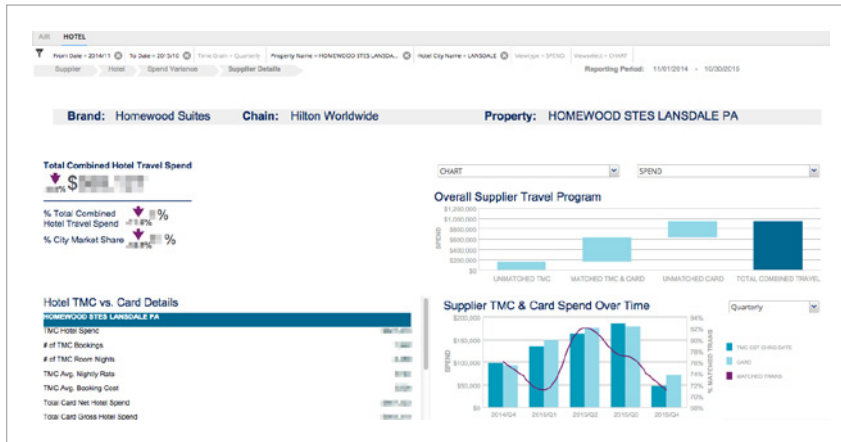 AIR HOTEL
From Date = 2014/11 To Date = 2015/10 Time Grain = Quarterly Property Name = HOMEWOOD STES LANSDA... Hotel City Name = LANSDALE Viewtype = SPEND Viewselect = CHART
Supplier Hotel Spend Variance Supplier Details Reporting Period: 11/01/2014 - 10/30/2015
Brand: Homewood Suites Chain: Hilton Worldwide Property: HOMEWOOD STES LANSDALE PA
Total Combined Hotel Travel Spend
$
%
CHART SPEND
% Total Combined
Hotel Travel Spend
%
% City Market Share
%
Overall Supplier Travel Program
SPEND
$1,200,000
$1,000,000
$800,000
$600,000
$400,000
$200,000
$0
UNMATCHED TMC MATCHED TMC & CARD UNMATCHED CARD TOTAL COMBINED TRAVEL
Hotel TMC vs. Card Details
HOMEWOOD STES LANSDALE PA
TMC Hotel Spend
# of TMC Bookings
# of TMC Room Nights
TMC Avg. Nightly Rate
TMC Avg. Booking Cost
Total Card Net Hotel Spend
Total Card Gross Hotel Spend
Supplier TMC & Card Spend Over Time
Quarterly
SPEND
$200,000
$150,000
$100,000
$50,000
$0
2014/Q4 2015/Q1 2015/Q2 2015/Q3 2015/Q4
84%
82%
80%
78%
76%
74%
72%
70%
68%
% MATCHED TRANS
CARD
MATCHED TRANS